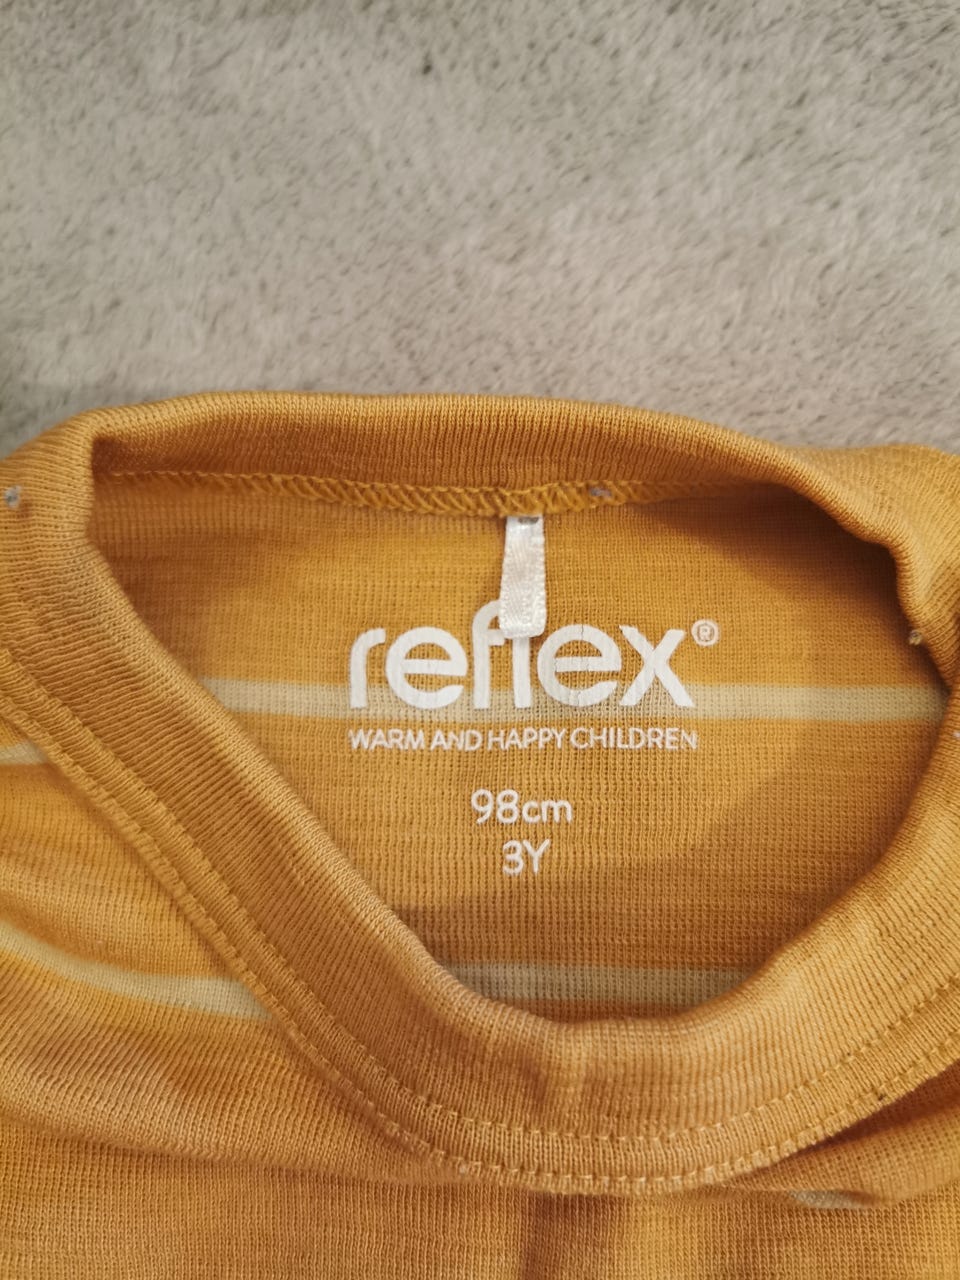 reflex®
WARM AND HAPPY CHILDREN
98cm
3Y